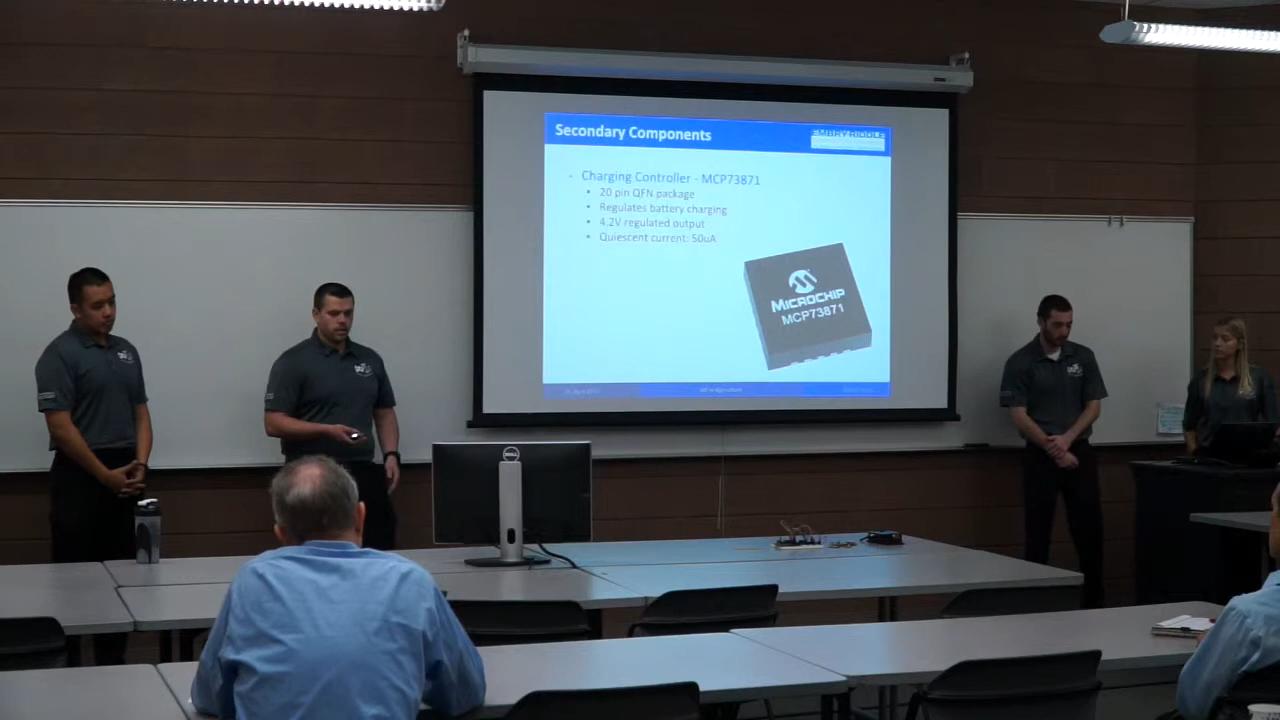 Secondary Components
EMBRY-RIDDLE
- Charging Controller - MCP73871
• 20 pin QFN package
• Regulates battery charging
• 4.2V regulated output
• Quiescent current: 50uA
MICROCHIP
MCP73871
DELL